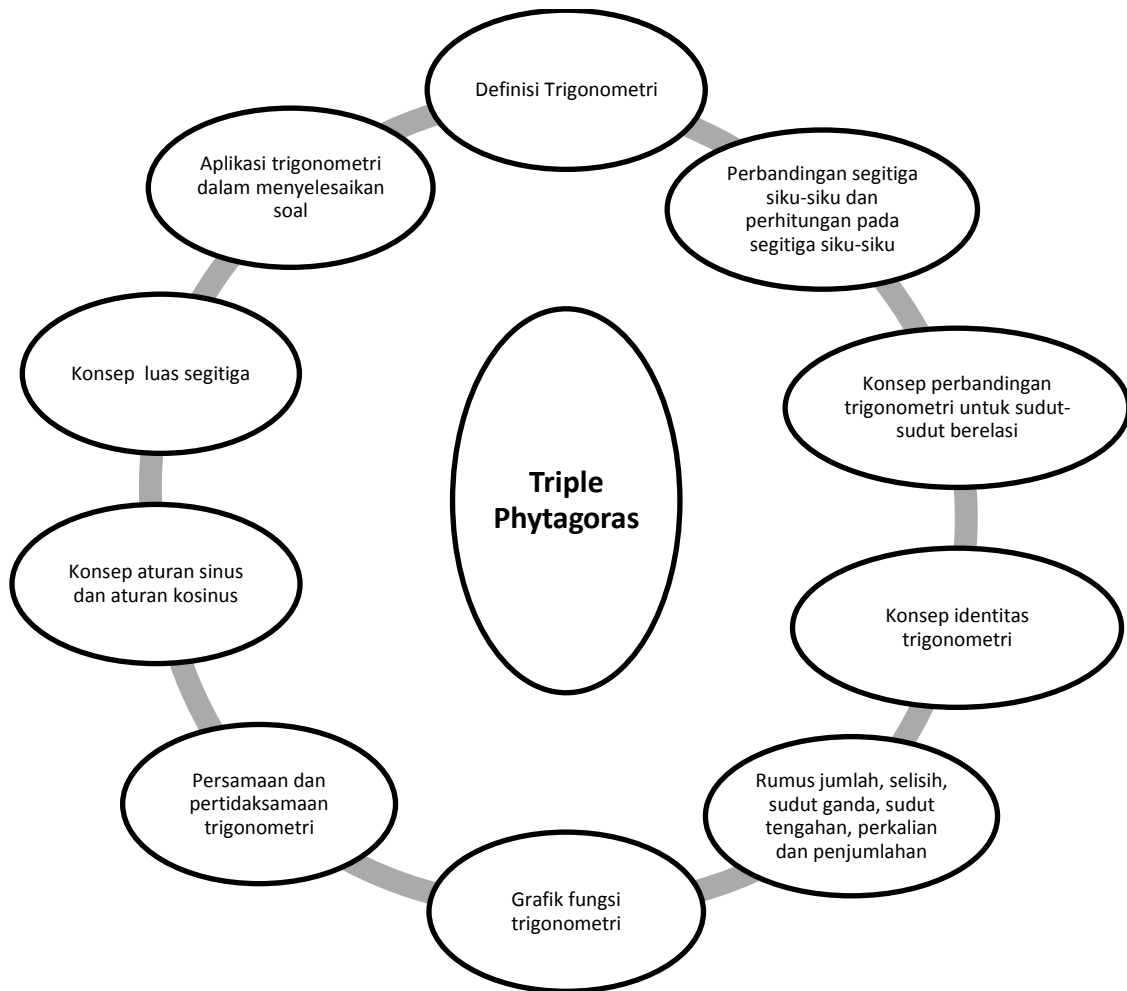 Definisi Trigonometri
Perbandingan segitiga
siku-siku dan
perhitungan pada
segitiga siku-siku
Konsep perbandingan
trigonometri untuk sudut-
sudut berelasi
Konsep identitas
trigonometri
Rumus jumlah, selisih,
sudut ganda, sudut
tengahan, perkalian
dan penjumlahan
Grafik fungsi
trigonometri
Persamaan dan
pertidaksamaan
trigonometri
Konsep aturan sinus
dan aturan kosinus
Konsep luas segitiga
Aplikasi trigonometri
dalam menyelesaikan
soal
Triple
Phytagoras